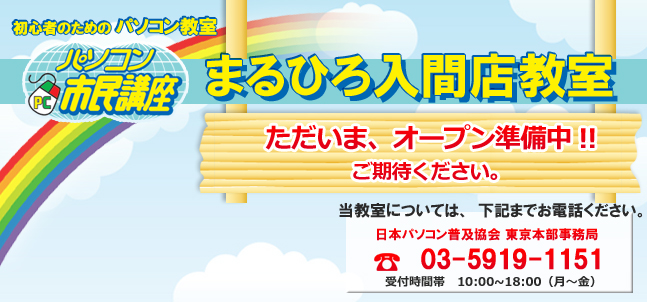 初心者のための パソコン教室
パソコン
市民講座
PC
まるひろ入間店教室
ただいま、オープン準備中!!
ご期待ください。
当教室については、下記までお電話ください。
日本パソコン普及協会 東京本部事務局
☎ 03-5919-1151
受付時間帯 10:00~18:00(月～金)